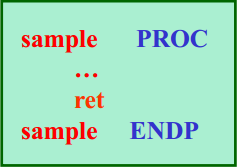 sample PROC
...
ret
sample ENDP